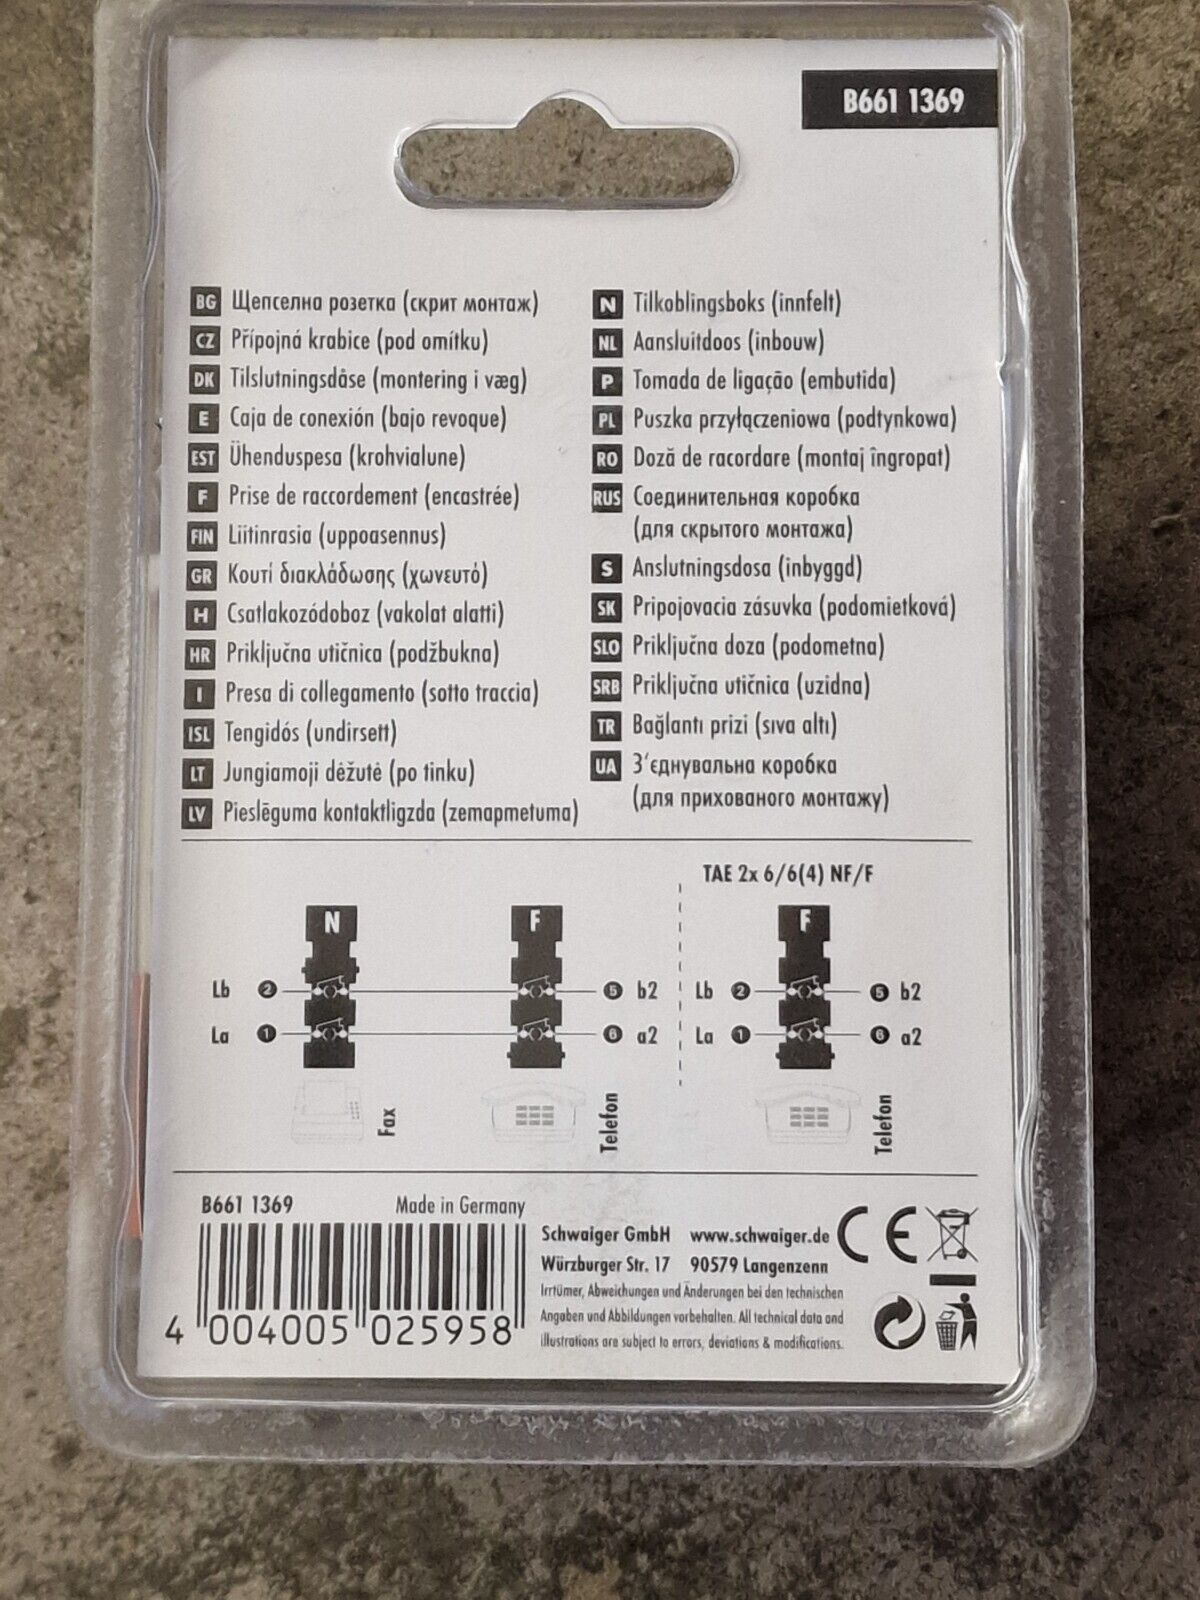 B661 1369
BG Щепселна розетка (скрит монтаж)
CZ Přípojná krabice (pod omítku)
DK Tilslutningsdåse (montering i væg)
E Caja de conexión (bajo revoque)
EST Ühenduspesa (krohvialune)
F Prise de raccordement (encastrée)
FIN Liitinrasia (uppoasennus)
GR Κουτί διακλάδωσης (χωνευτό)
H Csatlakozódoboz (vakolat alatti)
HR Priključna utičnica (podžbukna)
I Presa di collegamento (sotto traccia)
ISL Tengidós (undirsett)
LT Jungiamoji dėžutė (po tinku)
LV Pieslēguma kontaktligzda (zemapmetuma)
N Tilkoblingsboks (innfelt)
NL Aansluitdoos (inbouw)
P Tomada de ligação (embutida)
PL Puszka przyłączeniowa (podtynkowa)
RO Doză de racordare (montaj îngropat)
RUS Соединительная коробка
(для скрытого монтажа)
S Anslutningsdosa (inbyggd)
SK Pripojovacia zásuvka (podomietková)
SLO Priključna doza (podometna)
SRB Priključna utičnica (uzidna)
TR Bağlantı prizi (sıva altı)
UA З'єднувальна коробка
(для прихованого монтажу)
TAE 2x 6/6(4) NF/F
N F F
Lb 2 5 b2 Lb 2 5 b2
La 1 6 a2 La 1 6 a2
Fax Telefon Telefon
B661 1369 Made in Germany
4 004005 025958
Schwaiger GmbH www.schwaiger.de
Würzburger Str. 17 90579 Langenzenn
Irrtümer, Abweichungen und Änderungen bei den technischen
Angaben und Abbildungen vorbehalten. All technical data and
illustrations are subject to errors, deviations & modifications.
CE